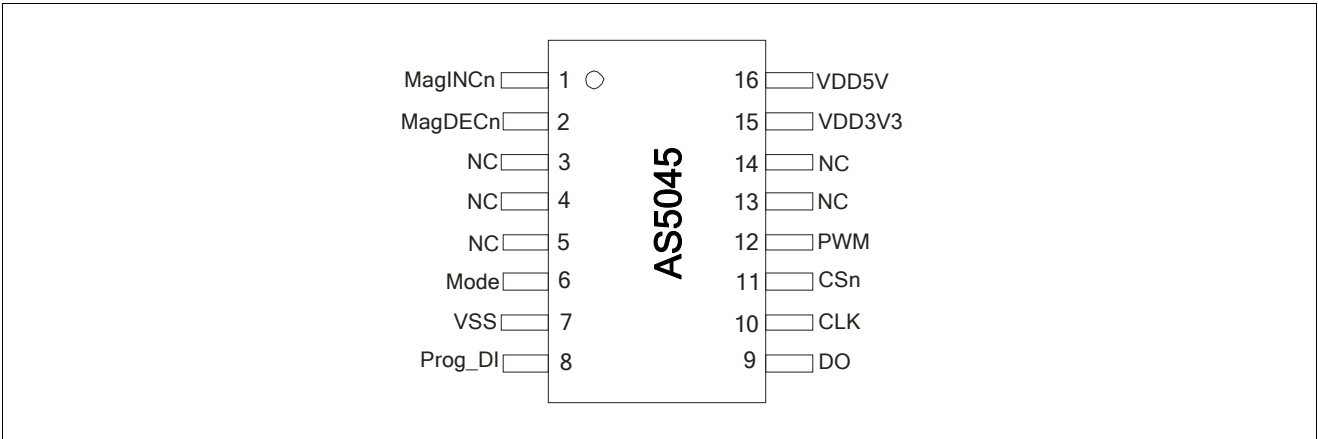 MagINCn 1 16 VDD5V
MagDECn 2 15 VDD3V3
NC 3 14 NC
NC 4 13 NC
NC 5 12 PWM
Mode 6 11 CSn
VSS 7 10 CLK
Prog_DI 8 9 DO
AS5045